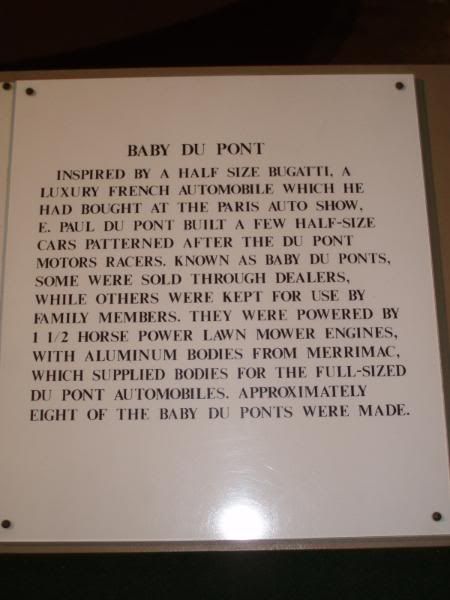 BABY DU PONT
INSPIRED BY A HALF SIZE BUGATTI, A
LUXURY FRENCH AUTOMOBILE WHICH HE
HAD BOUGHT AT THE PARIS AUTO SHOW,
E. PAUL DU PONT BUILT A FEW HALF-SIZE
CARS PATTERNED AFTER THE DU PONT
MOTORS RACERS. KNOWN AS BABY DU PONTS,
SOME WERE SOLD THROUGH DEALERS,
WHILE OTHERS WERE KEPT FOR USE BY
FAMILY MEMBERS. THEY WERE POWERED BY
1 1/2 HORSE POWER LAWN MOWER ENGINES,
WITH ALUMINUM BODIES FROM MERRIMAC,
WHICH SUPPLIED BODIES FOR THE FULL-SIZED
DU PONT AUTOMOBILES. APPROXIMATELY
EIGHT OF THE BABY DU PONTS WERE MADE.